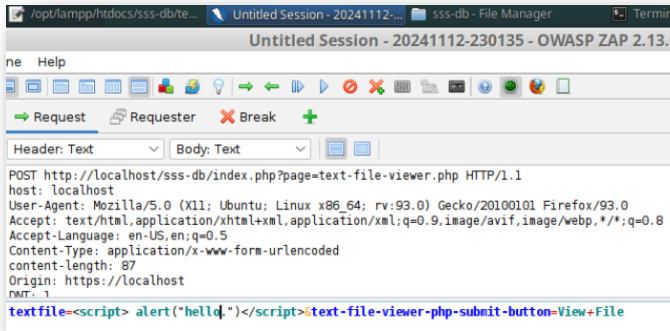 /opt/lampp/htdocs/sss-db/te... Untitled Session - 20241112-... sss-db - File Manager Termin
Untitled Session - 20241112-230135 - OWASP ZAP 2.13.
ne Help
Request Requester Break
Header: Text Body: Text
POST http://localhost/sss-db/index.php?page=text-file-viewer.php HTTP/1.1
host: localhost
User-Agent: Mozilla/5.0 (X11; Ubuntu; Linux x86_64; rv:93.0) Gecko/20100101 Firefox/93.0
Accept: text/html,application/xhtml+xml,application/xml;q=0.9,image/avif,image/webp,*/*;q=0.8
Accept-Language: en-US,en;q=0.5
Content-Type: application/x-www-form-urlencoded
content-length: 87
Origin: https://localhost
DNT: 1
textfile=<script> alert("hello.")</script>&text-file-viewer-php-submit-button=View+File